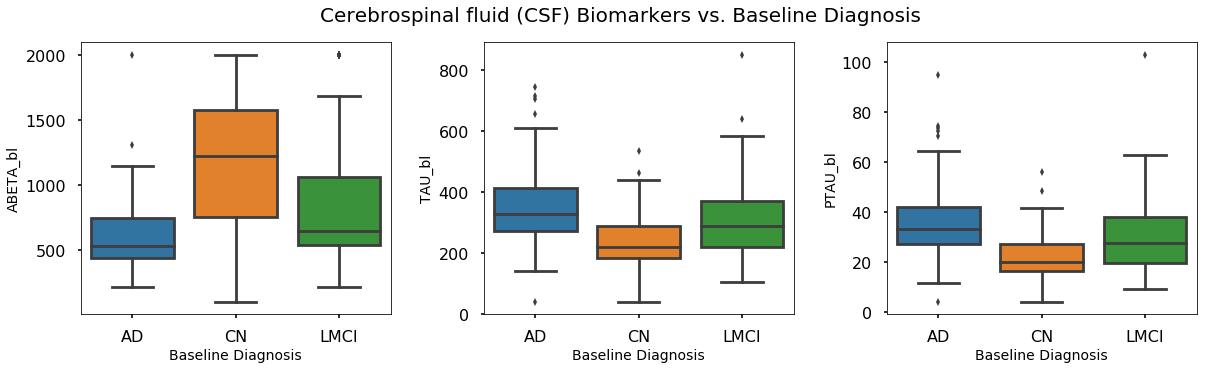 Cerebrospinal fluid (CSF) Biomarkers vs. Baseline Diagnosis
ABETA_bl
2000
1500
1000
500
AD CN LMCI
Baseline Diagnosis
TAU_bl
800
600
400
200
0
AD CN LMCI
Baseline Diagnosis
PTAU_bl
100
80
60
40
20
0
AD CN LMCI
Baseline Diagnosis